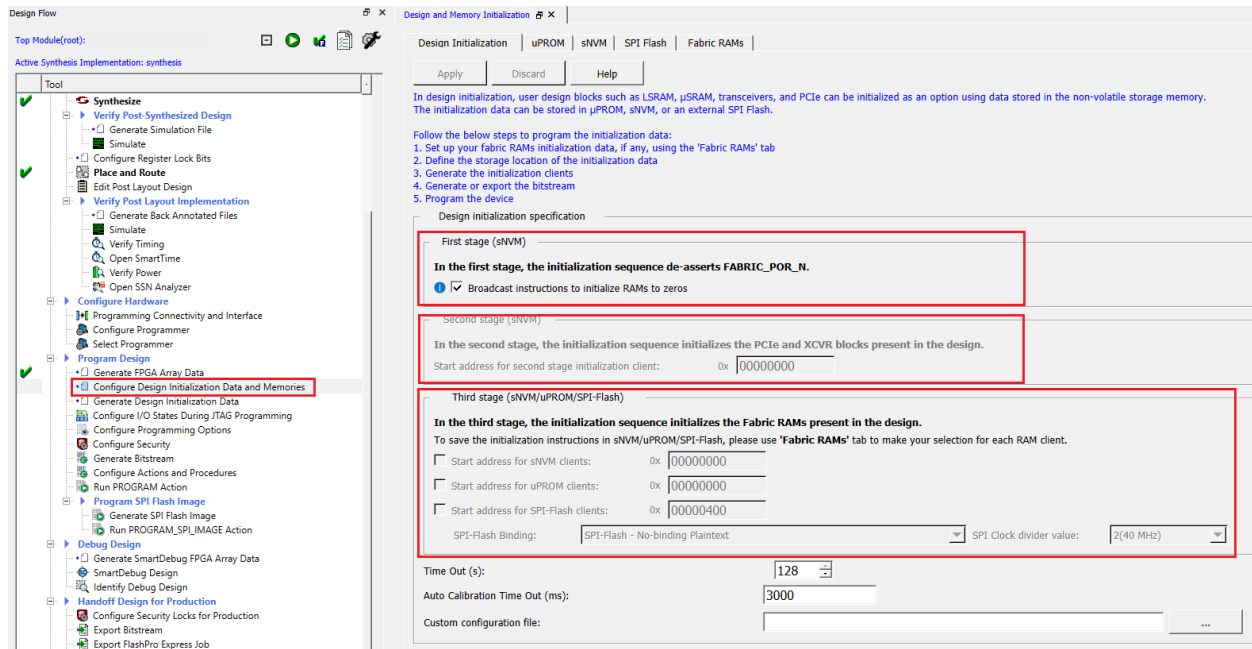 Design Flow
Top Module(root):
Active Synthesis Implementation: synthesis
Tool
Synthesize
Verify Post-Synthesized Design
Generate Simulation File
Simulate
Configure Register Lock Bits
Place and Route
Edit Post Layout Design
Verify Post Layout Implementation
Generate Back Annotated Files
Simulate
Verify Timing
Open SmartTime
Verify Power
Open SSN Analyzer
Configure Hardware
Programming Connectivity and Interface
Configure Programmer
Select Programmer
Program Design
Generate FPGA Array Data
Configure Design Initialization Data and Memories
Generate Design Initialization Data
Configure I/O States During JTAG Programming
Configure Programming Options
Configure Security
Generate Bitstream
Configure Actions and Procedures
Run PROGRAM Action
Program SPI Flash Image
Generate SPI Flash Image
Run PROGRAM_SPI_IMAGE Action
Debug Design
Generate SmartDebug FPGA Array Data
SmartDebug Design
Identify Debug Design
Handoff Design for Production
Configure Security Locks for Production
Export Bitstream
Export FlashPro Express Job
Design and Memory Initialization
Design Initialization uPROM sNVM SPI Flash Fabric RAMs
Apply Discard Help
In design initialization, user design blocks such as LSRAM, µSRAM, transceivers, and PCIe can be initialized as an option using data stored in the non-volatile storage memory.
The initialization data can be stored in µPROM, sNVM, or an external SPI Flash.
Follow the below steps to program the initialization data:
1. Set up your fabric RAMs initialization data, if any, using the 'Fabric RAMs' tab
2. Define the storage location of the initialization data
3. Generate the initialization clients
4. Generate or export the bitstream
5. Program the device
Design initialization specification
First stage (sNVM)
In the first stage, the initialization sequence de-asserts FABRIC_POR_N.
Broadcast instructions to initialize RAMs to zeros
Second stage (sNVM)
In the second stage, the initialization sequence initializes the PCIe and XCVR blocks present in the design.
Start address for second stage initialization client: 0x 00000000
Third stage (sNVM/uPROM/SPI-Flash)
In the third stage, the initialization sequence initializes the Fabric RAMs present in the design.
To save the initialization instructions in sNVM/uPROM/SPI-Flash, please use 'Fabric RAMs' tab to make your selection for each RAM client.
Start address for sNVM clients: 0x 00000000
Start address for uPROM clients: 0x 00000000
Start address for SPI-Flash clients: 0x 00000400
SPI-Flash Binding: SPI-Flash - No-binding Plaintext SPI Clock divider value: 2(40 MHz)
Time Out (s): 128
Auto Calibration Time Out (ms): 3000
Custom configuration file: ...